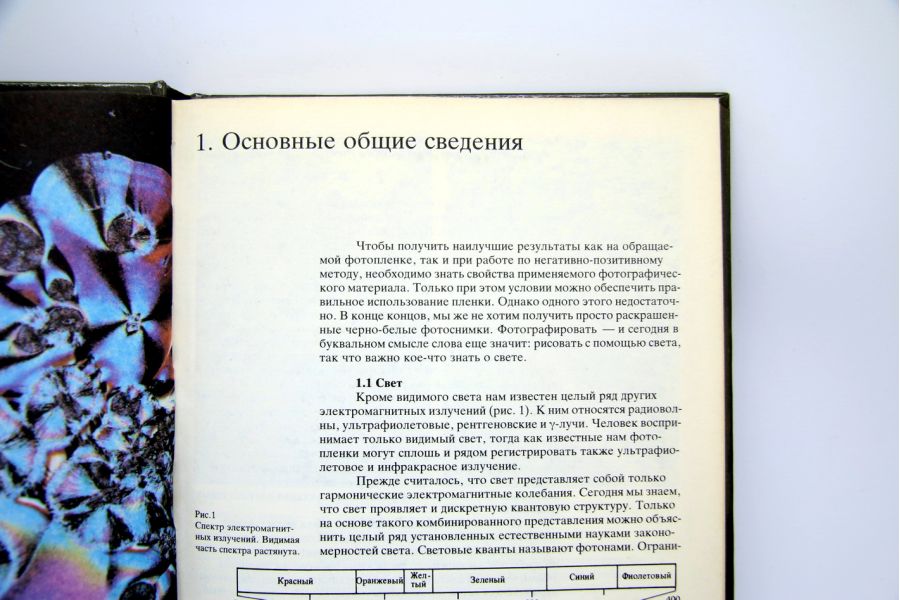 1. Основные общие сведения
Чтобы получить наилучшие результаты как на обращае-
мой фотопленке, так и при работе по негативно-позитивному
методу, необходимо знать свойства применяемого фотографичес-
кого материала. Только при этом условии можно обеспечить пра-
вильное использование пленки. Однако одного этого недостаточ-
но. В конце концов, мы же не хотим получить просто раскрашен-
ные черно-белые фотоснимки. Фотографировать — и сегодня в
буквальном смысле слова еще значит: рисовать с помощью света,
так что важно кое-что знать о свете.
1.1 Свет
Кроме видимого света нам известен целый ряд других
электромагнитных излучений (рис. 1). К ним относятся радиовол-
ны, ультрафиолетовые, рентгеновские и γ-лучи. Человек воспри-
нимает только видимый свет, тогда как известные нам фото-
пленки могут сплошь и рядом регистрировать также ультрафио-
летовое и инфракрасное излучение.
Прежде считалось, что свет представляет собой только
гармонические электромагнитные колебания. Сегодня мы знаем,
что свет проявляет и дискретную квантовую структуру. Только
на основе такого комбинированного представления можно объяс-
нить целый ряд установленных естественными науками законо-
мерностей света. Световые кванты называют фотонами. Ограни-
Рис.1
Спектр электромагнит-
ных излучений. Видимая
часть спектра растянута.
Красный Оранжевый Жел-
тый Зеленый Синий Фиолетовый
400